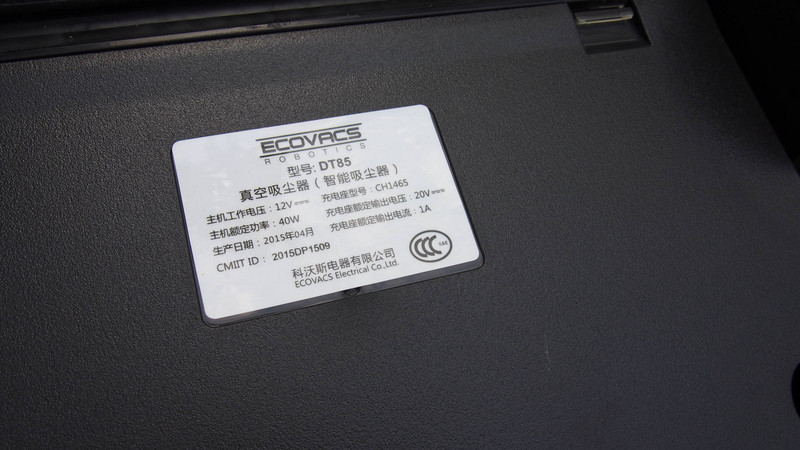 ECOVACS
ROBOTICS
型号: DT85
真空吸尘器（智能吸尘器）
主机工作电压：12V⎓ 充电座型号：CH1465
主机额定功率：40W 充电座额定输出电压：20V⎓
生产日期：2015年04月 充电座额定输出电流：1A
CMIIT ID： 2015DP1509
科沃斯电器有限公司
ECOVACS Electrical Co.,Ltd.
CCC S&E